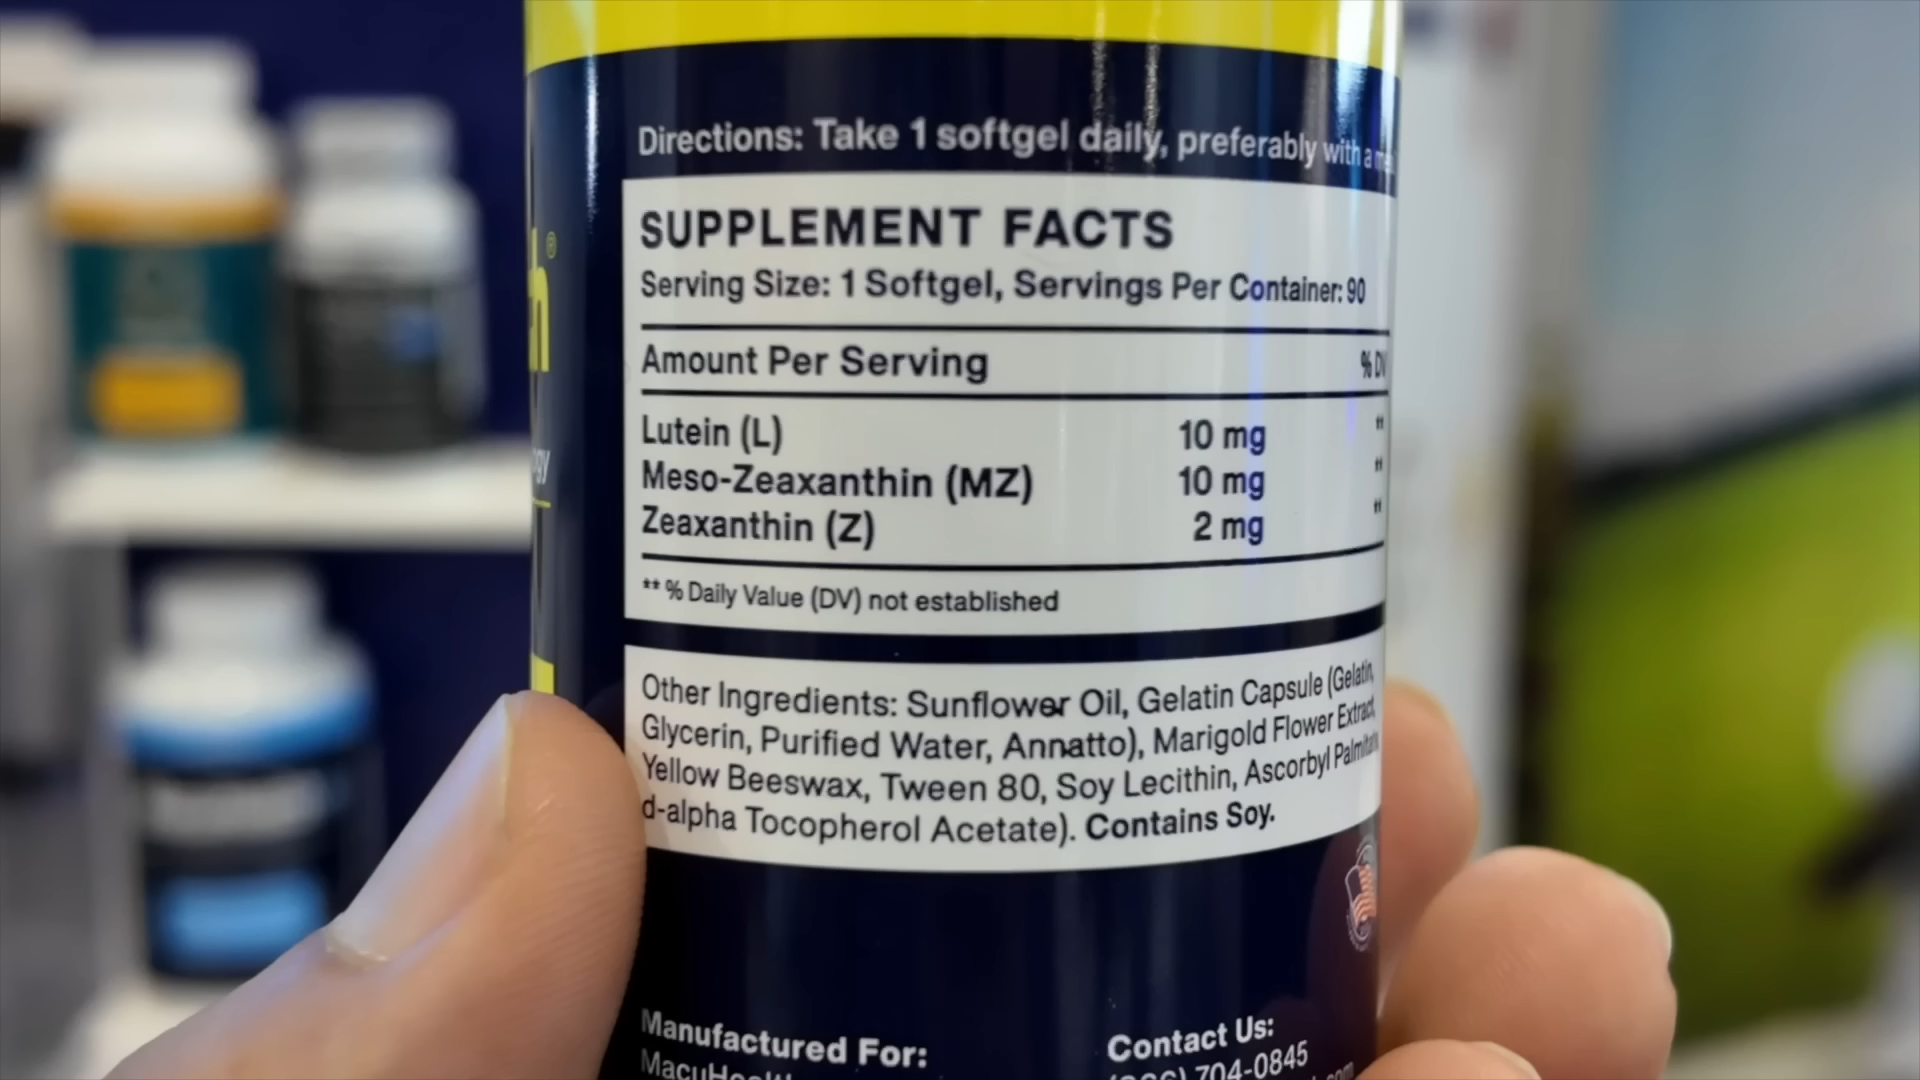 Directions: Take 1 softgel daily, preferably with a
SUPPLEMENT FACTS
Serving Size: 1 Softgel, Servings Per Container: 90
Amount Per Serving % DV
Lutein (L) 10 mg **
Meso-Zeaxanthin (MZ) 10 mg **
Zeaxanthin (Z) 2 mg **
** % Daily Value (DV) not established
Other Ingredients: Sunflower Oil, Gelatin Capsule (Gelatin,
Glycerin, Purified Water, Annatto), Marigold Flower Extract,
Yellow Beeswax, Tween 80, Soy Lecithin, Ascorbyl
d-alpha Tocopherol Acetate). Contains Soy.
Manufactured For:
Contact Us:
704-0845